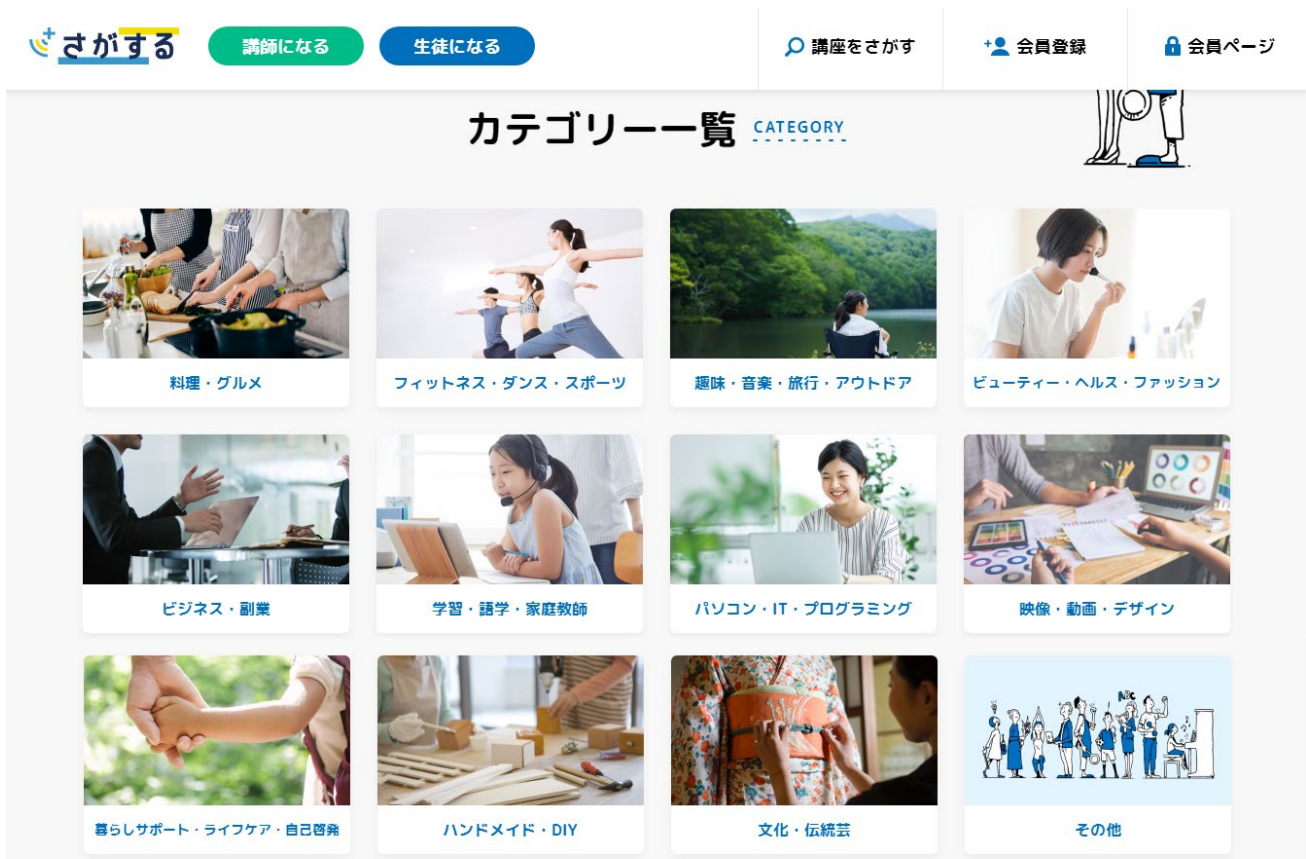 さがする
講師になる
生徒になる
講座をさがす
会員登録
会員ページ
カテゴリー一覧 CATEGORY
料理・グルメ
フィットネス・ダンス・スポーツ
趣味・音楽・旅行・アウトドア
ビューティー・ヘルス・ファッション
ビジネス・副業
学習・語学・家庭教師
パソコン・IT・プログラミング
映像・動画・デザイン
ABC
暮らしサポート・ライフケア・自己啓発
ハンドメイド・DIY
文化・伝統芸
その他